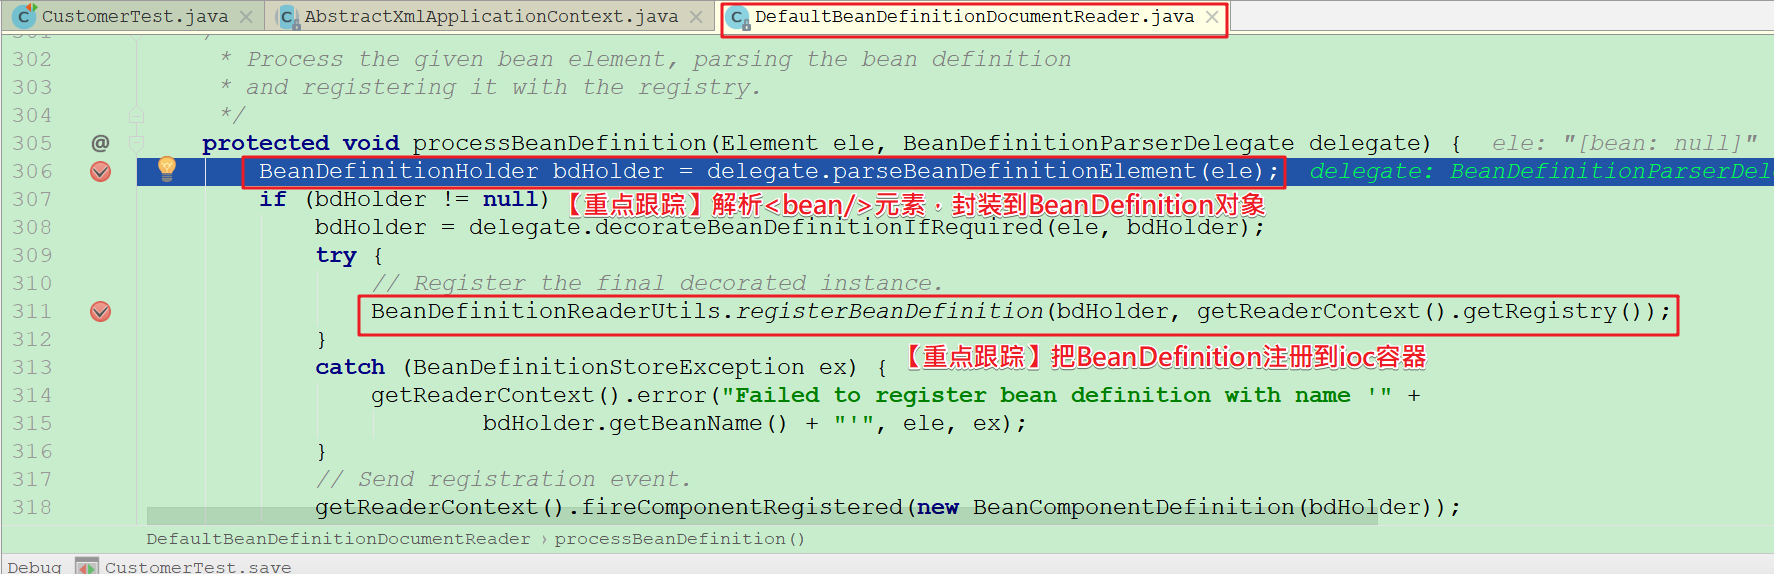 CustomerTest.java × AbstractXmlApplicationContext.java × DefaultBeanDefinitionDocumentReader.java ×
302 * Process the given bean element, parsing the bean definition
303 * and registering it with the registry.
304 */
305 @ protected void processBeanDefinition(Element ele, BeanDefinitionParserDelegate delegate) { ele: "[bean: null]"
306 BeanDefinitionHolder bdHolder = delegate.parseBeanDefinitionElement(ele); delegate: BeanDefinitionParserDel
307 if (bdHolder != null) 【重点跟踪】解析<bean/>元素，封装到BeanDefinition对象
308 bdHolder = delegate.decorateBeanDefinitionIfRequired(ele, bdHolder);
309 try {
310 // Register the final decorated instance.
311 BeanDefinitionReaderUtils.registerBeanDefinition(bdHolder, getReaderContext().getRegistry());
312 }
【重点跟踪】把BeanDefinition注册到ioc容器
313 catch (BeanDefinitionStoreException ex) {
314 getReaderContext().error("Failed to register bean definition with name '" +
315 bdHolder.getBeanName() + "'", ele, ex);
316 }
317 // Send registration event.
318 getReaderContext().fireComponentRegistered(new BeanComponentDefinition(bdHolder));
DefaultBeanDefinitionDocumentReader › processBeanDefinition()
Debug CustomerTest.save